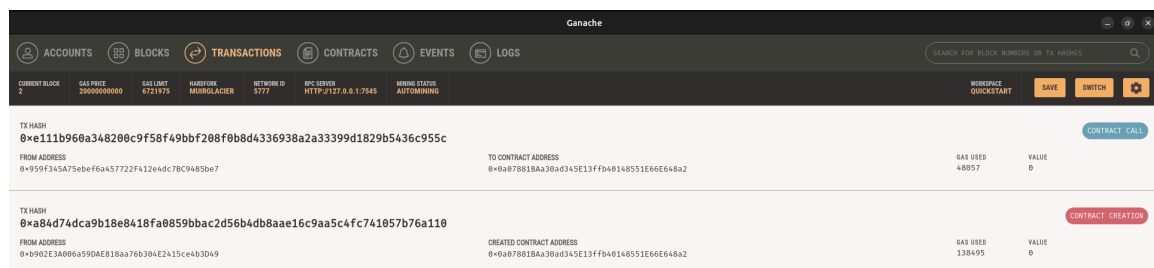 Ganache
ACCOUNTS BLOCKS TRANSACTIONS CONTRACTS EVENTS LOGS SEARCH FOR BLOCK NUMBERS OR TX HASHES
CURRENT BLOCK GAS PRICE GAS LIMIT HARDFORK NETWORK ID RPC SERVER MINING STATUS WORKSPACE
2 20000000000 6721975 MUIRGLACIER 5777 HTTP://127.0.0.1:7545 AUTOMINING QUICKSTART SAVE SWITCH
TX HASH
0×e111b960a348200c9f58f49bbf208f0b8d4336938a2a33399d1829b5436c955c CONTRACT CALL
FROM ADDRESS TO CONTRACT ADDRESS GAS USED VALUE
0×959f345A75ebef6a457722F412e4dc7BC9485be7 0×0a07881BAa30ad345E13ffb40148551E66E648a2 48057 0
TX HASH
0×a84d74dca9b18e8418fa0859bbac2d56b4db8aae16c9aa5c4fc741057b76a110 CONTRACT CREATION
FROM ADDRESS CREATED CONTRACT ADDRESS GAS USED VALUE
0×b902E3A006a59DAE818aa76b304E2415ce4b3D49 0×0a07881BAa30ad345E13ffb40148551E66E648a2 138495 0